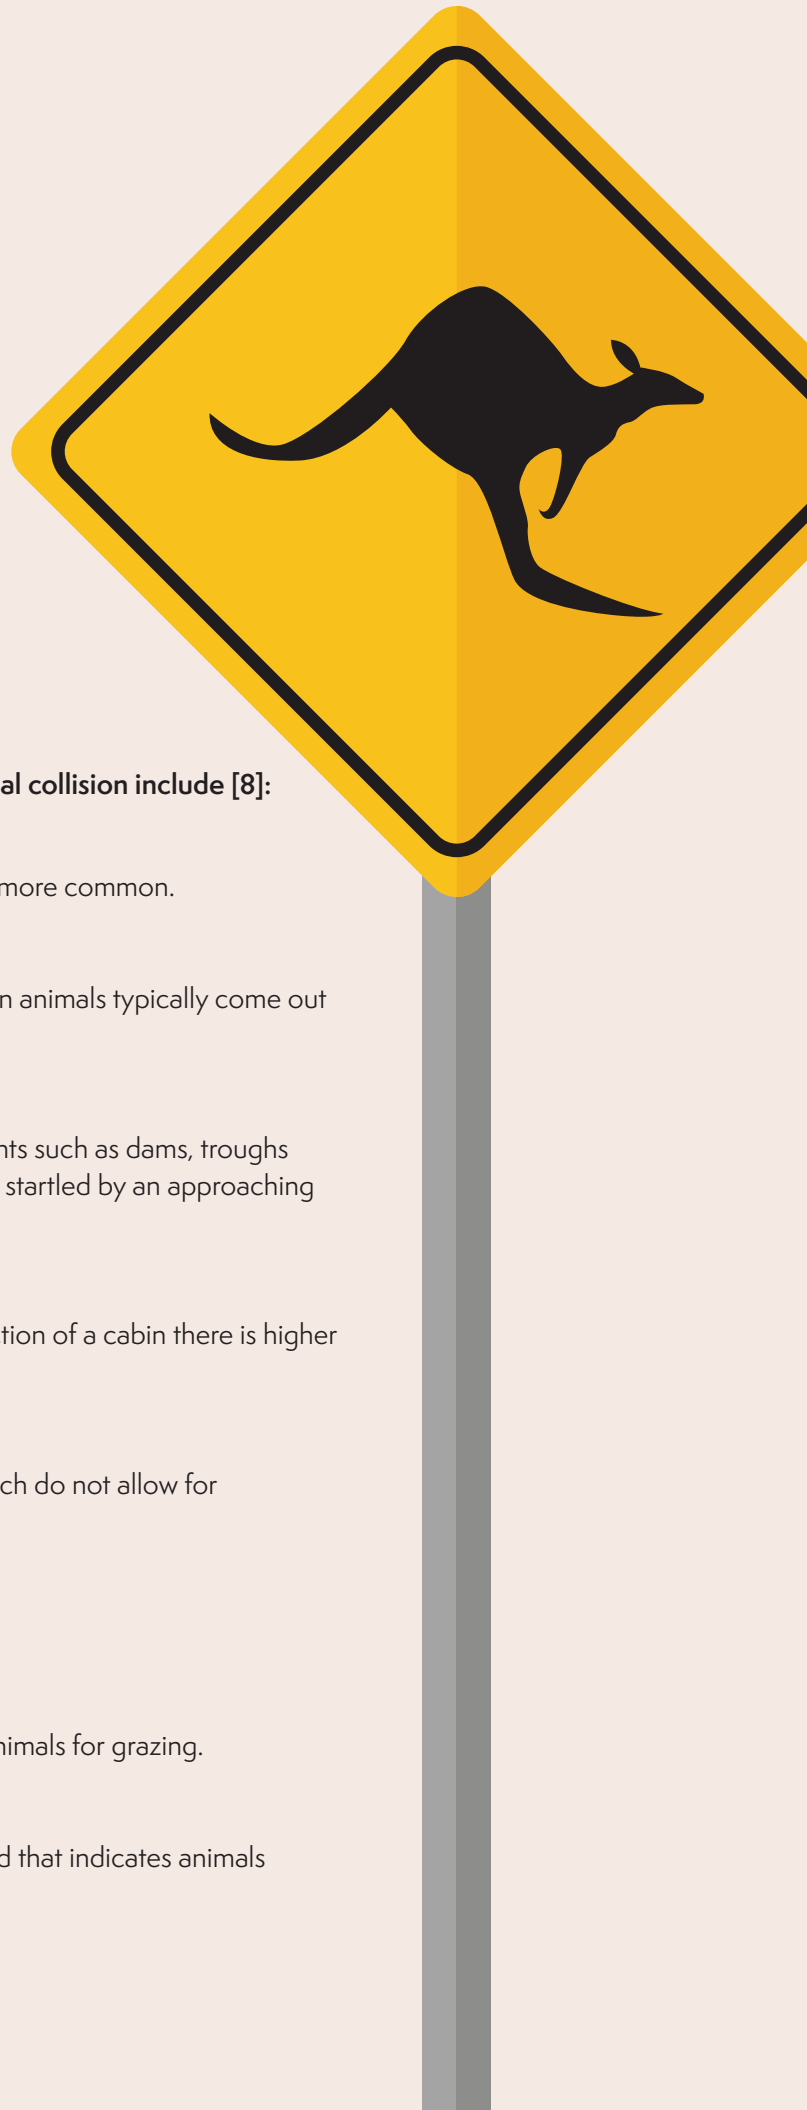 al collision include [8]:
more common.
n animals typically come out
nts such as dams, troughs
startled by an approaching
tion of a cabin there is higher
ch do not allow for
nimals for grazing.
d that indicates animals